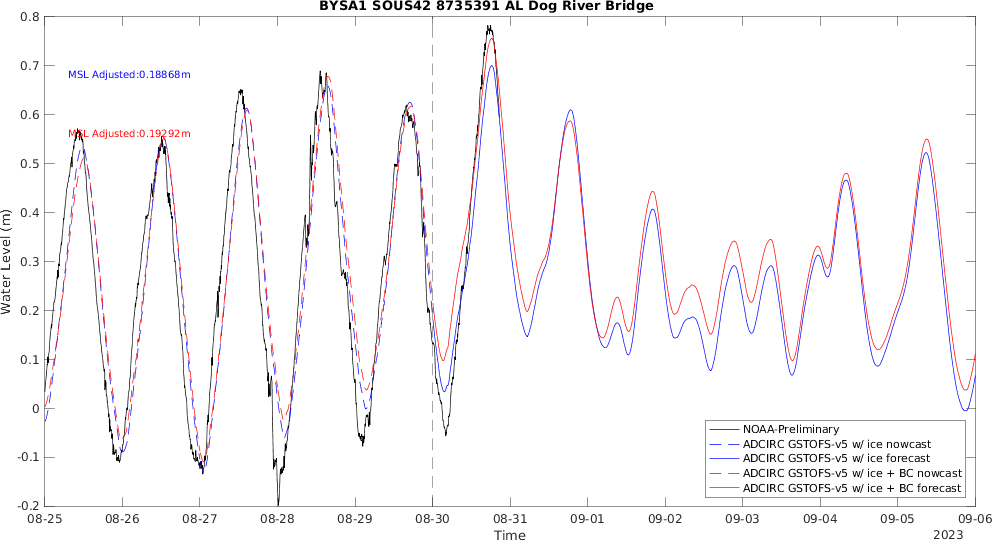 BYSA1 SOUS42 8735391 AL Dog River Bridge
0.8
0.7
0.6
0.5
0.4
0.3
0.2
0.1
0
-0.1
-0.2
Water Level (m)
MSL Adjusted:0.18868m
MSL Adjusted:0.19292m
NOAA-Preliminary
ADCIRC GSTOFS-v5 w/ ice nowcast
ADCIRC GSTOFS-v5 w/ ice forecast
ADCIRC GSTOFS-v5 w/ ice + BC nowcast
ADCIRC GSTOFS-v5 w/ ice + BC forecast
08-25 08-26 08-27 08-28 08-29 08-30 08-31 09-01 09-02 09-03 09-04 09-05 09-06
Time
2023